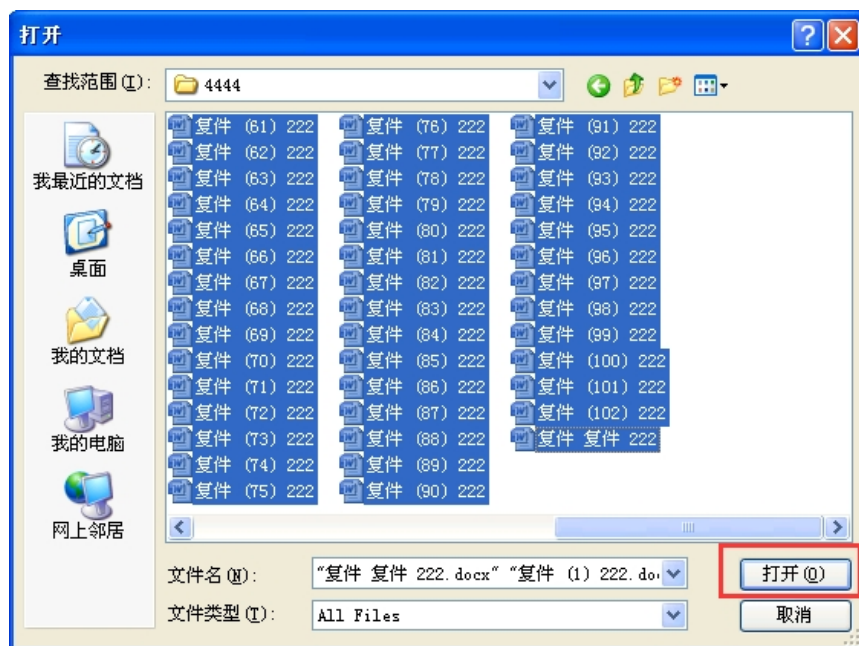 打开
查找范围(I):
4444
我最近的文档
桌面
我的文档
我的电脑
网上邻居
复件 (61) 222
复件 (62) 222
复件 (63) 222
复件 (64) 222
复件 (65) 222
复件 (66) 222
复件 (67) 222
复件 (68) 222
复件 (69) 222
复件 (70) 222
复件 (71) 222
复件 (72) 222
复件 (73) 222
复件 (74) 222
复件 (75) 222
复件 (76) 222
复件 (77) 222
复件 (78) 222
复件 (79) 222
复件 (80) 222
复件 (81) 222
复件 (82) 222
复件 (83) 222
复件 (84) 222
复件 (85) 222
复件 (86) 222
复件 (87) 222
复件 (88) 222
复件 (89) 222
复件 (90) 222
复件 (91) 222
复件 (92) 222
复件 (93) 222
复件 (94) 222
复件 (95) 222
复件 (96) 222
复件 (97) 222
复件 (98) 222
复件 (99) 222
复件 (100) 222
复件 (101) 222
复件 (102) 222
复件 复件 222
文件名(N):
"复件 复件 222.docx" "复件 (1) 222.do
打开(O)
文件类型(T):
All Files
取消